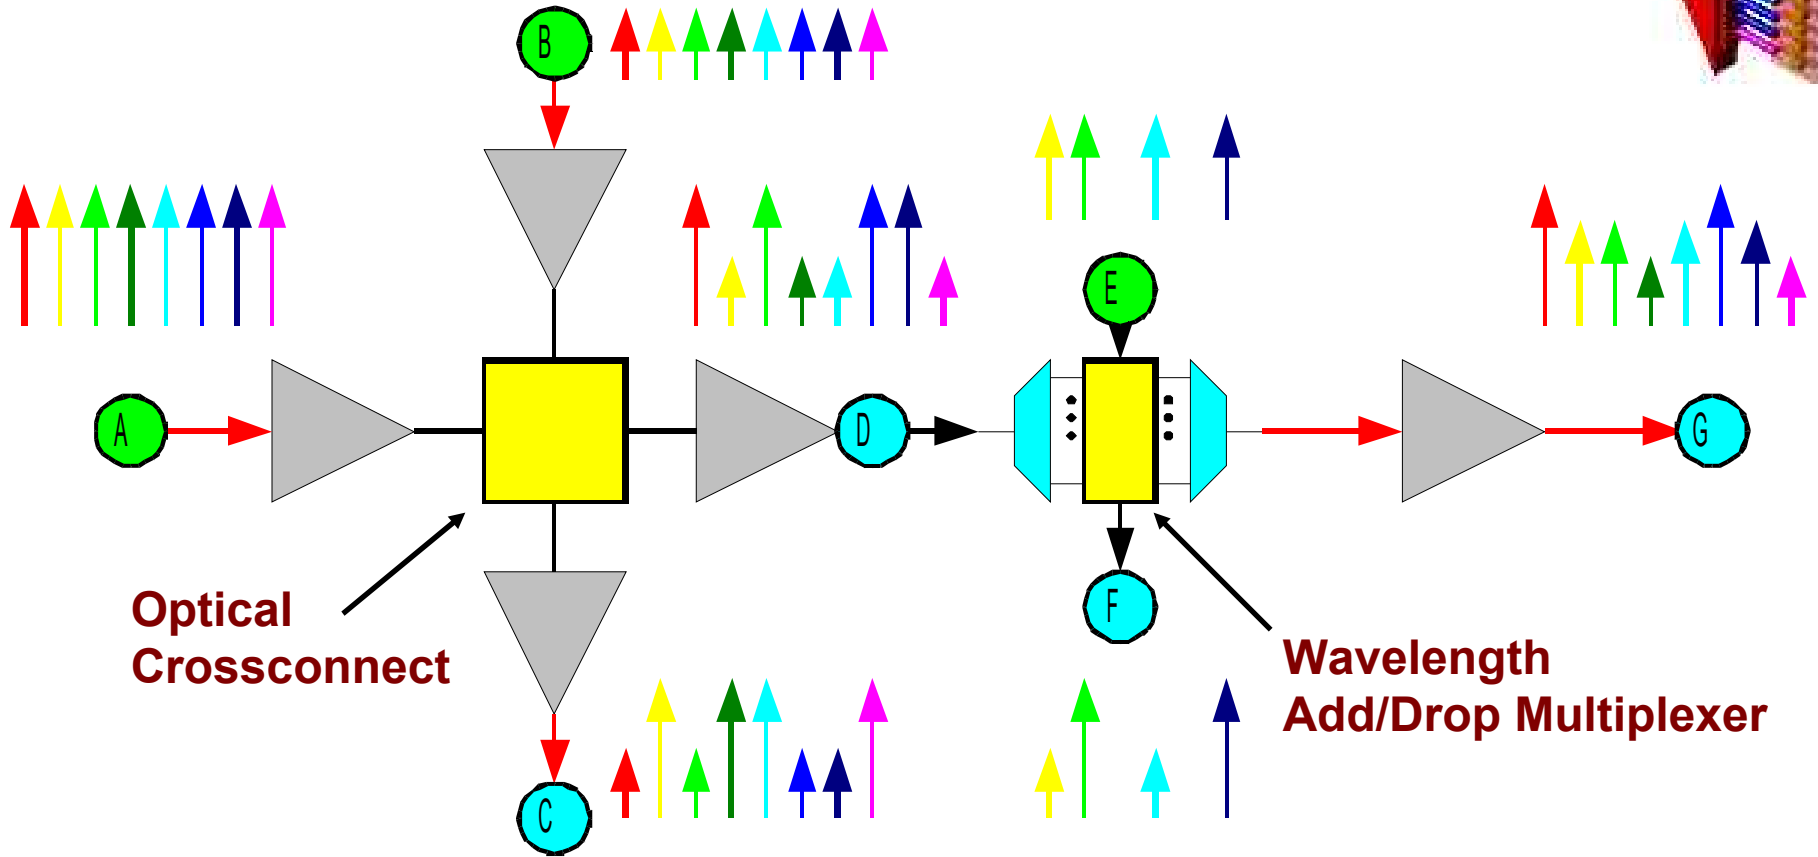 B
E
A
D
G
F
Optical
Crossconnect
Wavelength
Add/Drop Multiplexer
C